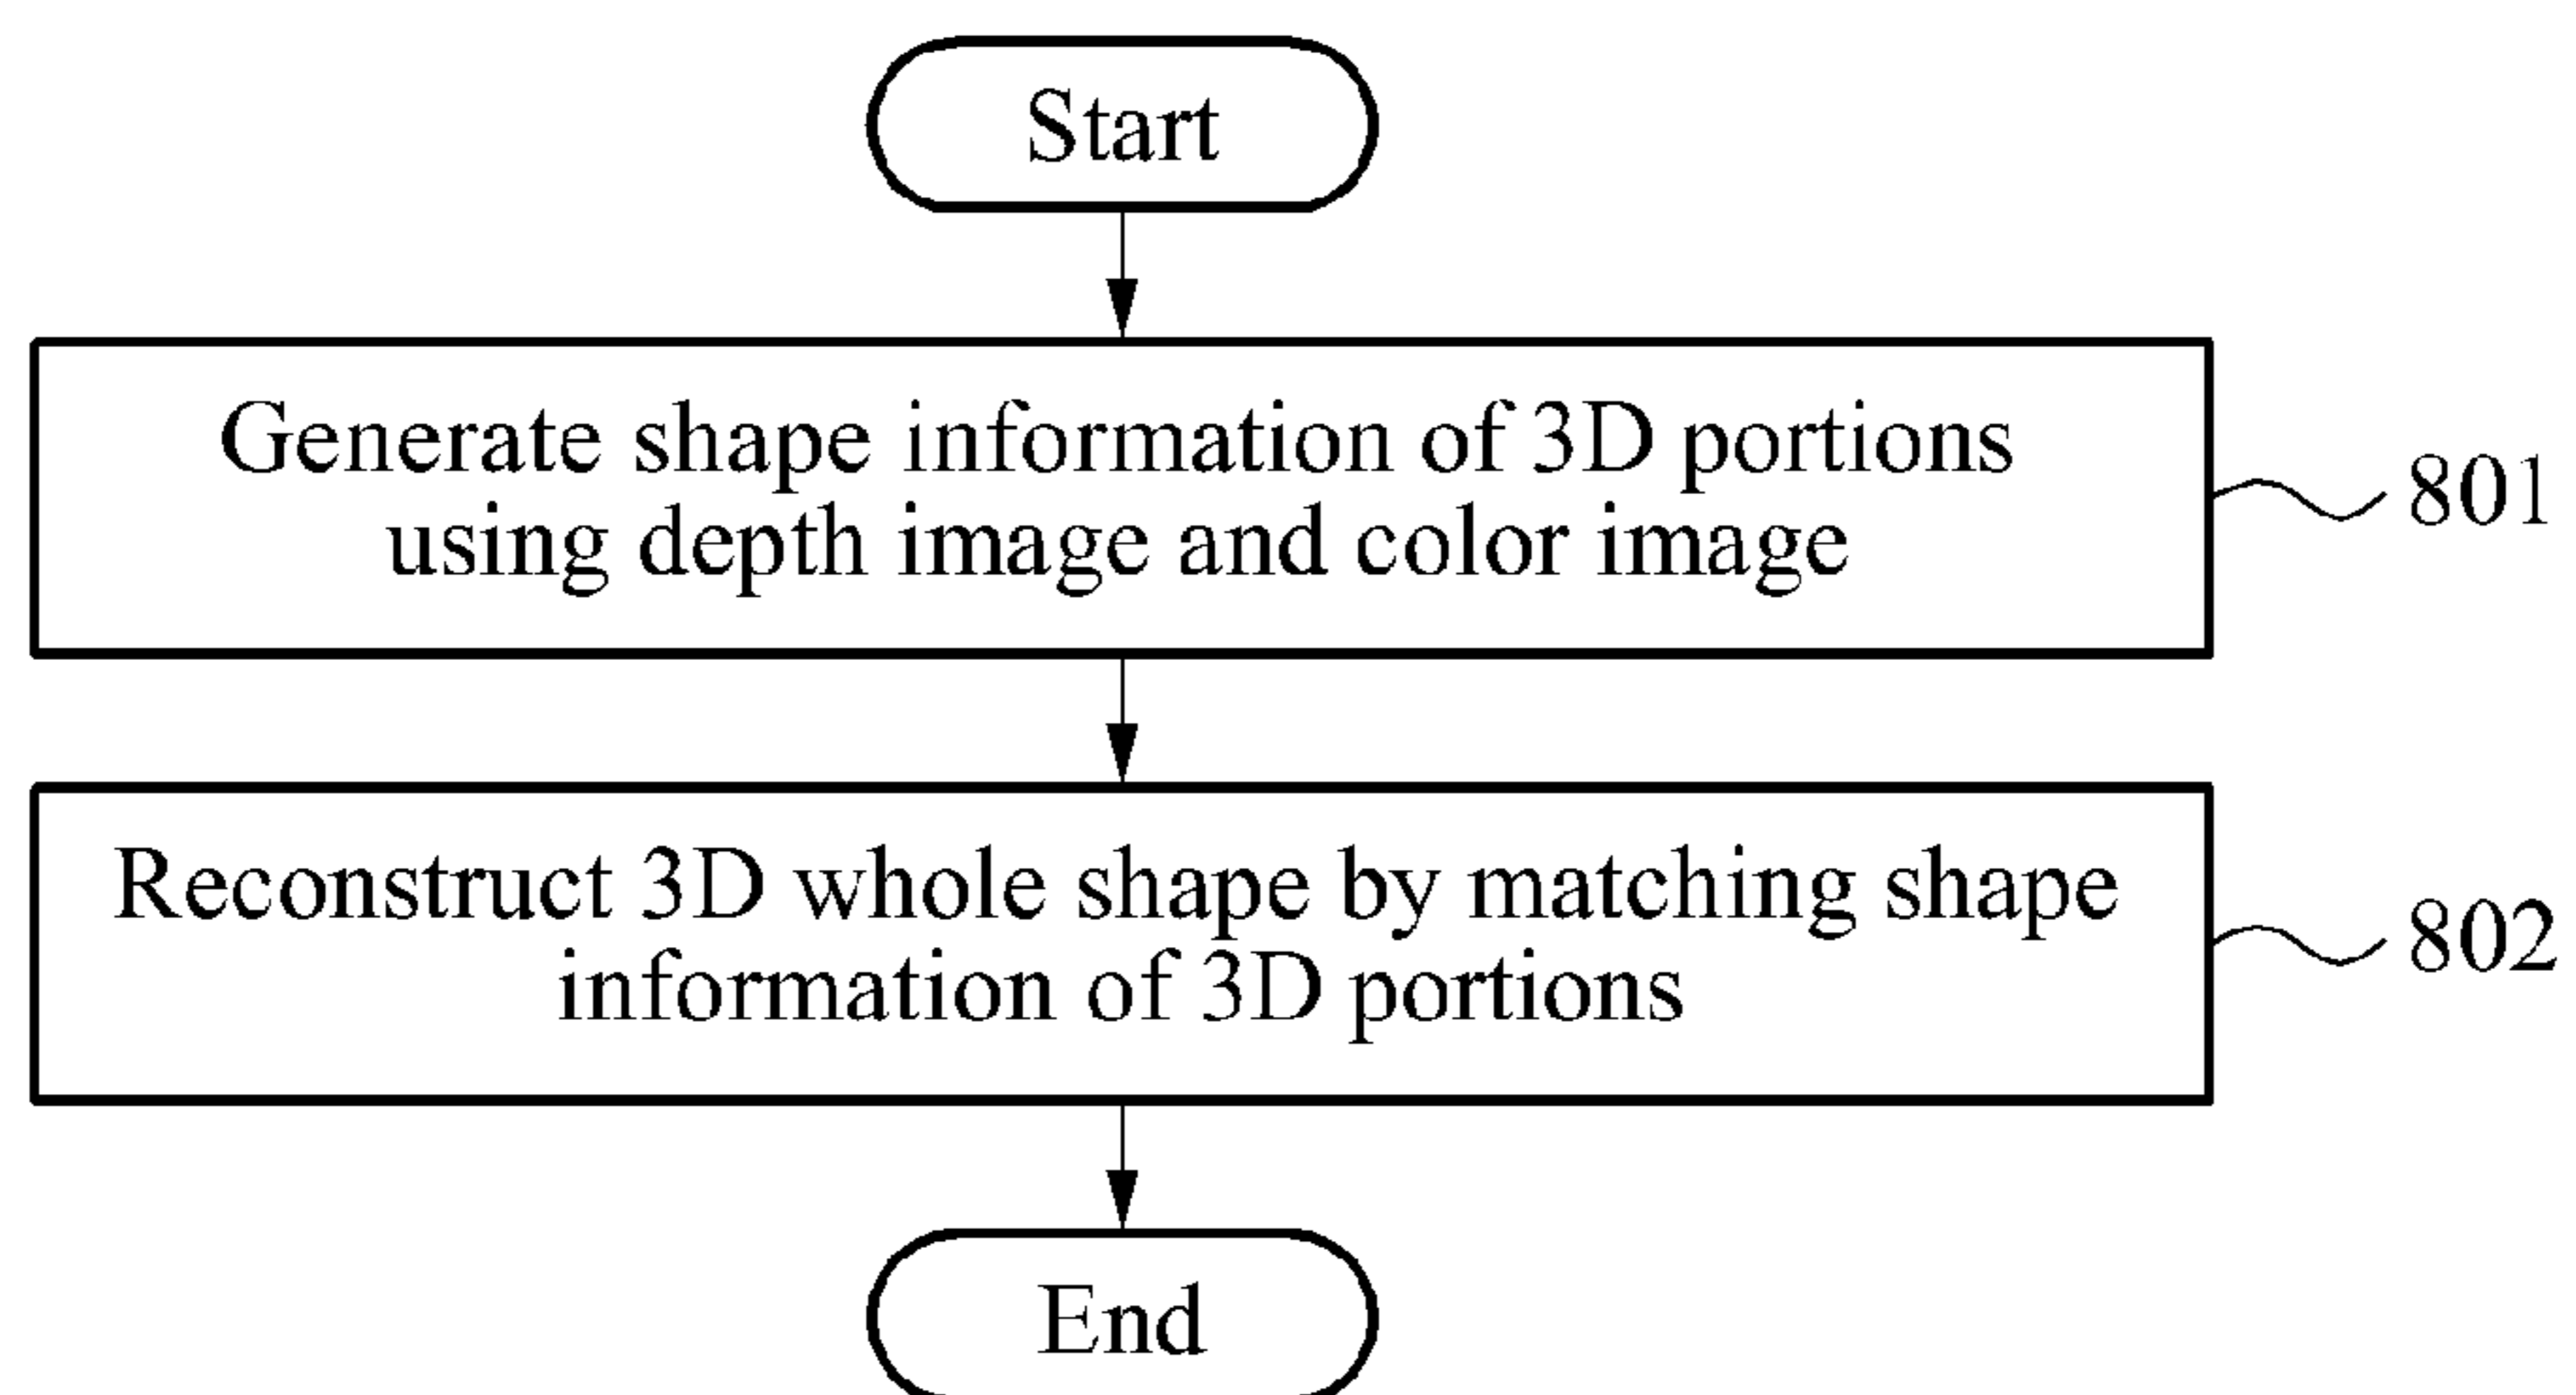 Start
Generate shape information of 3D portions
using depth image and color image
801
Reconstruct 3D whole shape by matching shape
information of 3D portions
802
End